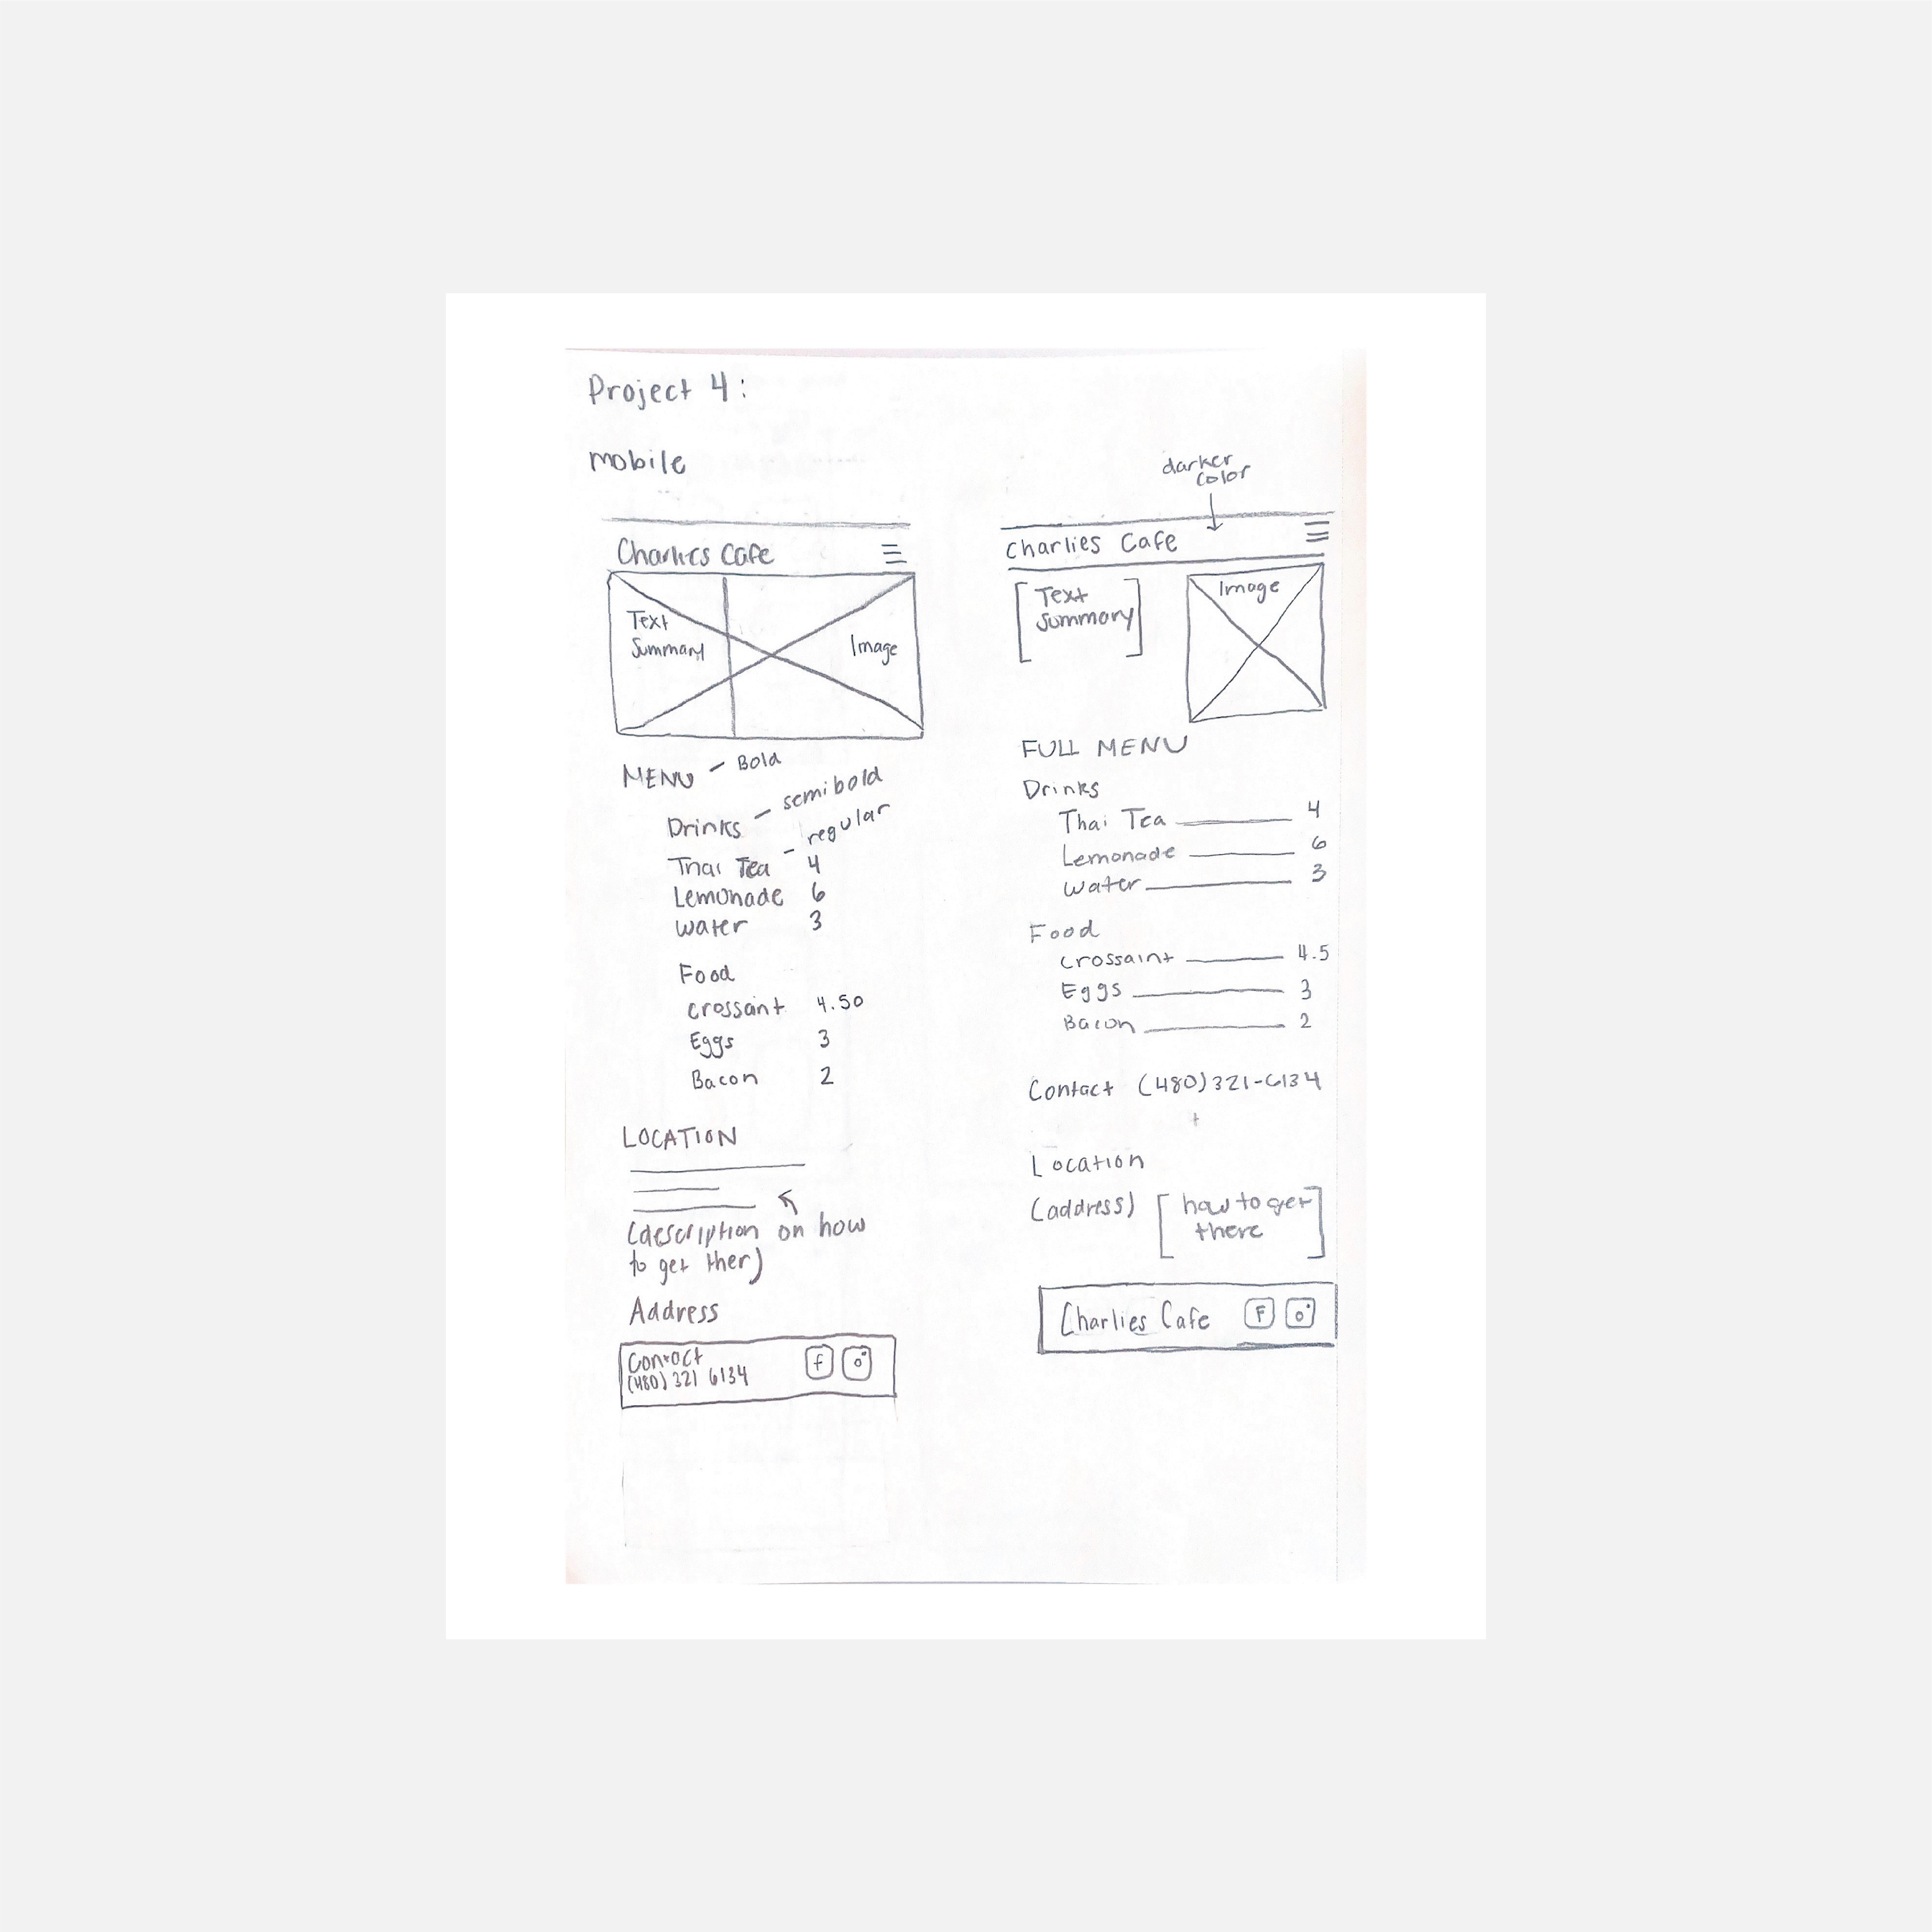 Project 4:
mobile
Charlies Cafe
Text
Summary
Image
MENU - Bold
Drinks - semibold
Thai Tea - regular 4
Lemonade 6
water 3
Food
crossant 4.50
Eggs 3
Bacon 2
LOCATION
(description on how
to get ther)
Address
Contact
(480) 321 6134
f
darker
color
Charlies Cafe
Text
Summary
Image
FULL MENU
Drinks
Thai Tea 4
Lemonade 6
water 3
Food
crossaint 4.5
Eggs 3
Bacon 2
Contact (480)321-6134
Location
(address) [how to get
there]
Charlies Cafe F